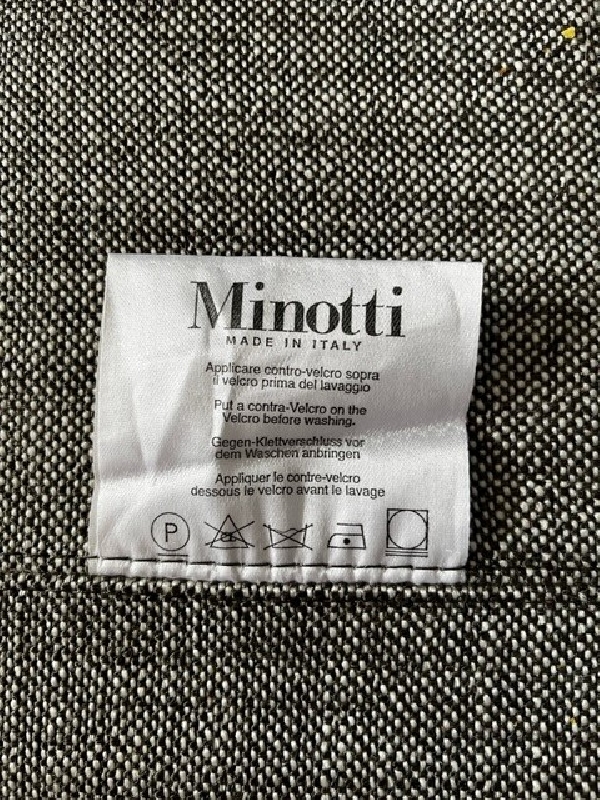 Minotti
MADE IN ITALY
Applicare contro-velcro sopra
il velcro prima del lavaggio
Put a contra-Velcro on the
Velcro before washing.
Gegen-Klettverschluss vor
dem Waschen anbringen
Appliquer le contre-velcro
dessous le velcro avant le lavage
P